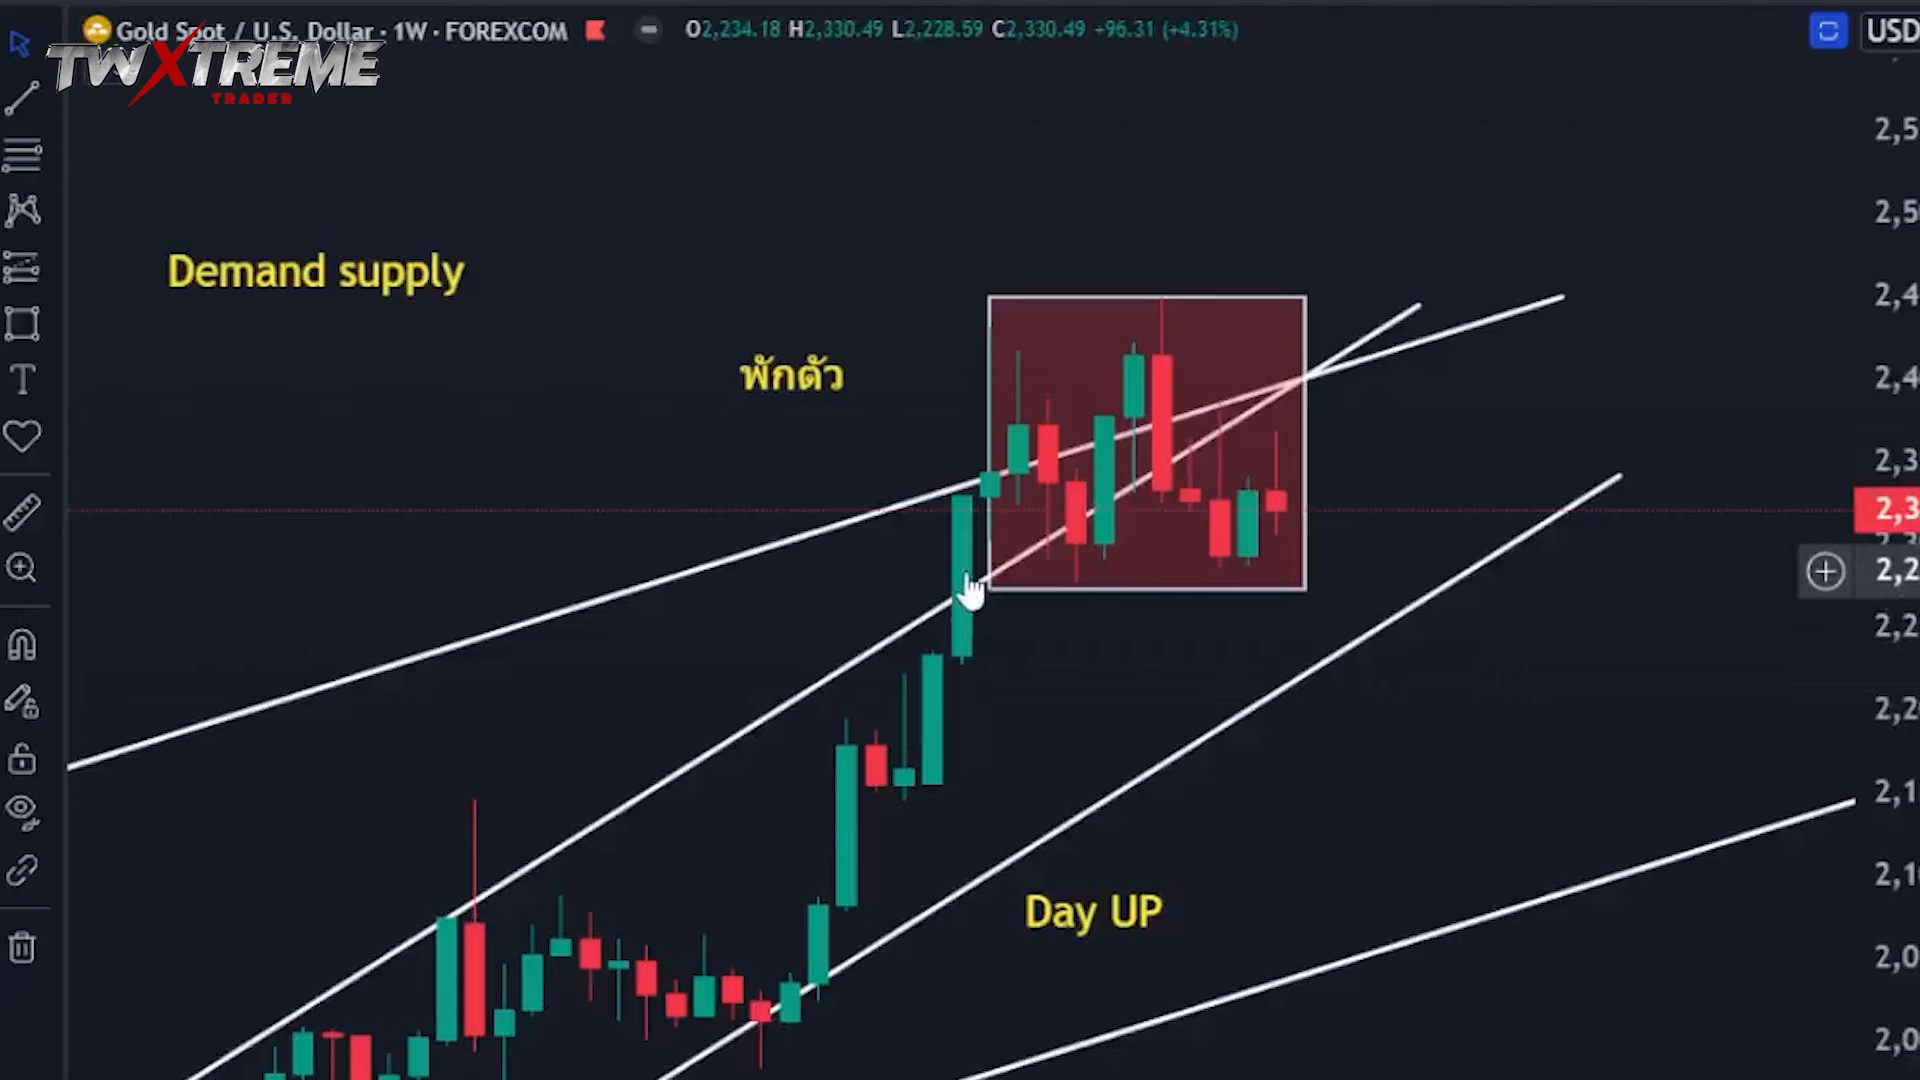 Gold Spot / U.S. Dollar · 1W · FOREXCOM
O2,234.18 H2,330.49 L2,228.59 C2,330.49 +96.31 (+4.31%)
USD
TWXTREME
TRADER
Demand supply
พักตัว
Day UP